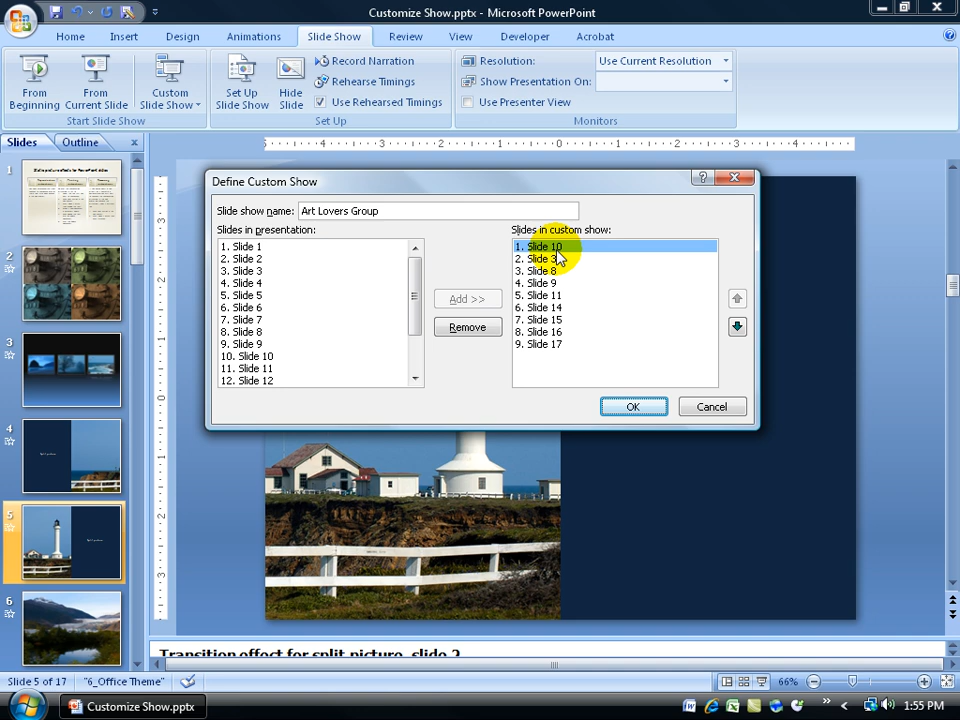 Customize Show.pptx - Microsoft PowerPoint
Home Insert Design Animations Slide Show Review View Developer Acrobat
From Beginning
From Current Slide
Custom Slide Show
Set Up Slide Show
Hide Slide
Record Narration
Rehearse Timings
Use Rehearsed Timings
Resolution: Use Current Resolution
Show Presentation On:
Use Presenter View
Start Slide Show Set Up Monitors
Slides Outline
1
2
3
4
5
6
Define Custom Show
Slide show name: Art Lovers Group
Slides in presentation:
1. Slide 1
2. Slide 2
3. Slide 3
4. Slide 4
5. Slide 5
6. Slide 6
7. Slide 7
8. Slide 8
9. Slide 9
10. Slide 10
11. Slide 11
12. Slide 12
Add >>
Remove
Slides in custom show:
1. Slide 10
2. Slide 3
3. Slide 8
4. Slide 9
5. Slide 11
6. Slide 14
7. Slide 15
8. Slide 16
9. Slide 17
OK Cancel
Transition effect for split picture, slide 2
Slide 5 of 17 "6_Office Theme" 66%
Customize Show.pptx 1:55 PM